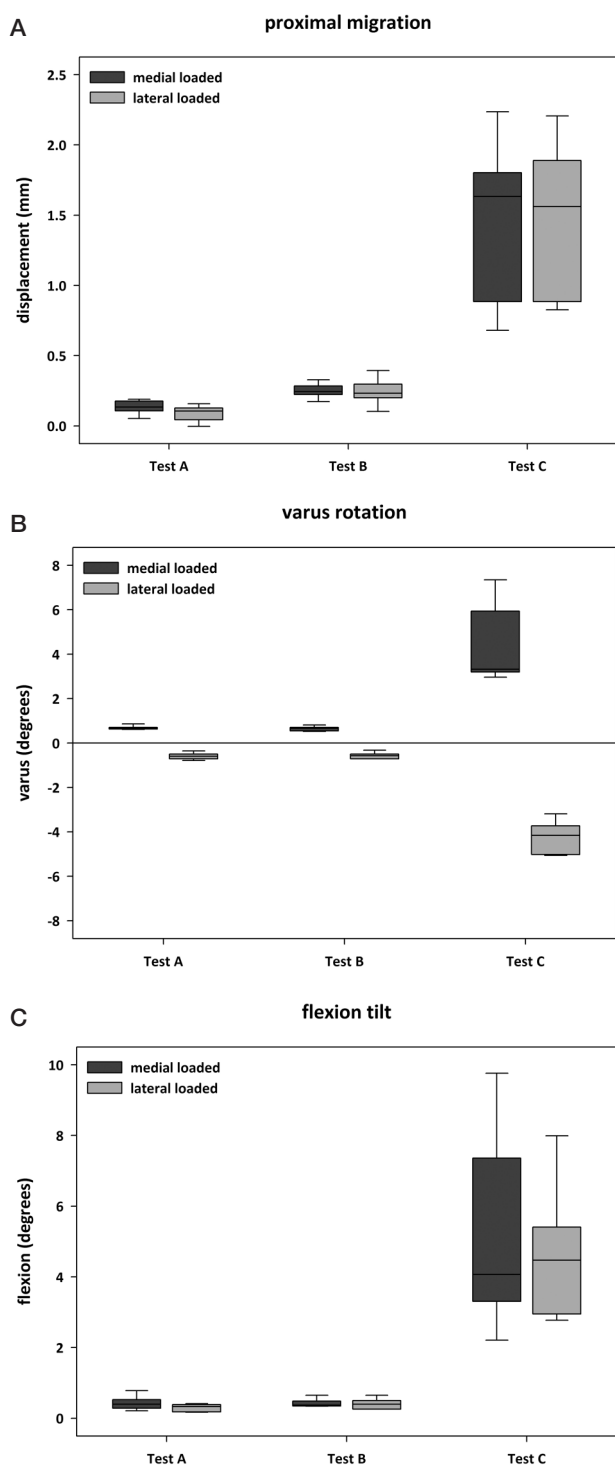 A
proximal migration
medial loaded
lateral loaded
displacement (mm)
2.5
2.0
1.5
1.0
0.5
0.0
Test A
Test B
Test C
B
varus rotation
medial loaded
lateral loaded
varus (degrees)
8
6
4
2
0
-2
-4
-6
-8
Test A
Test B
Test C
C
flexion tilt
medial loaded
lateral loaded
flexion (degrees)
10
8
6
4
2
0
Test A
Test B
Test C